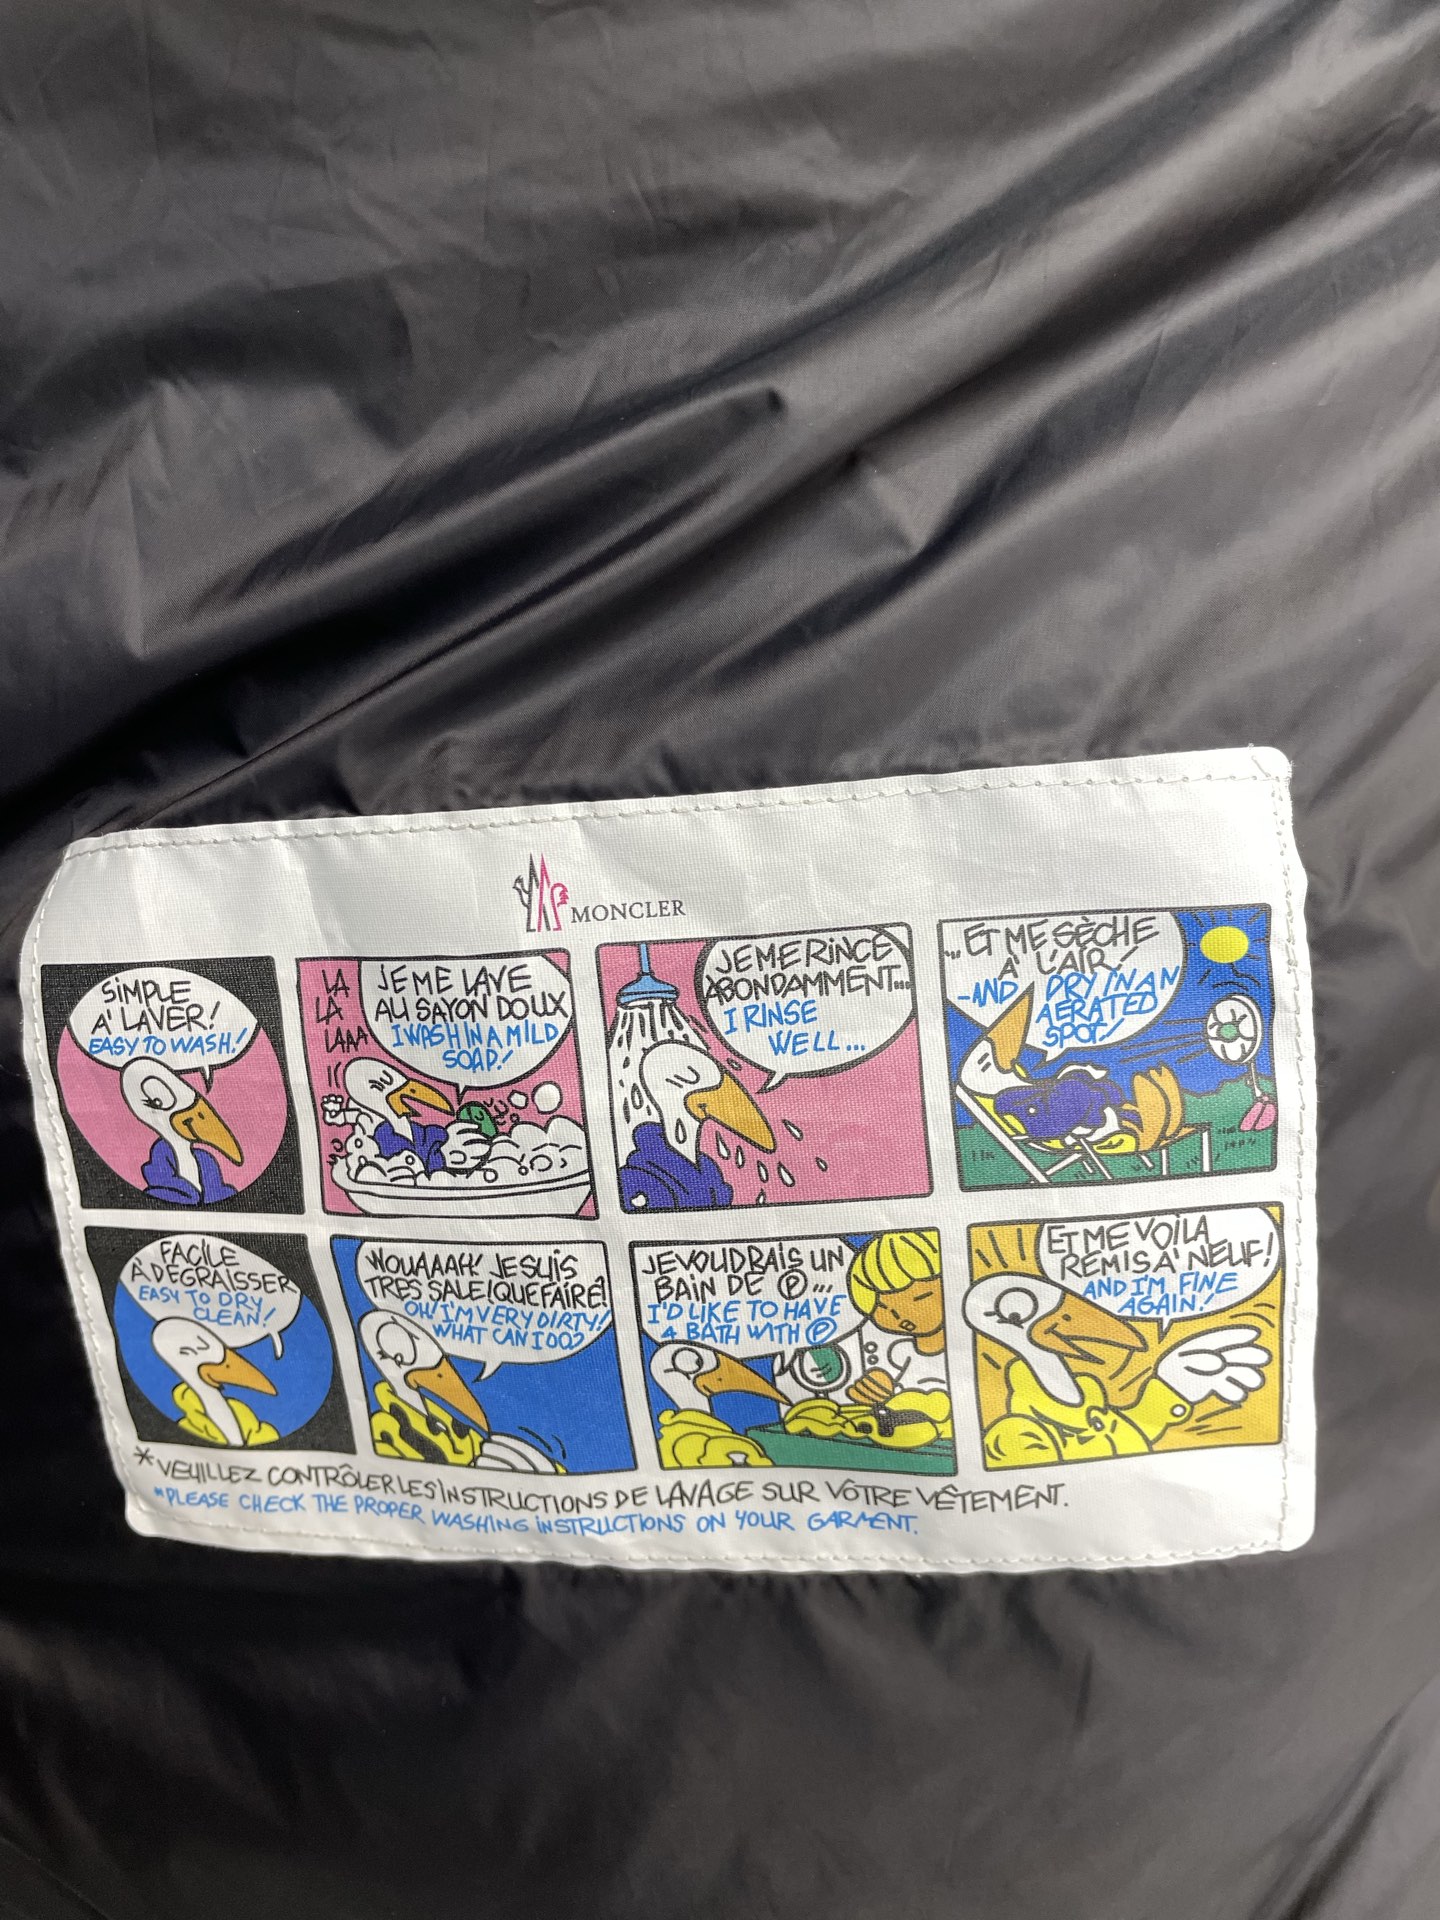 MONCLER
SIMPLE
A' LAVER!
EASY TO WASH!
LA
LA
LAAA
JE ME LAVE
AU SAYON DOUX
I WASH IN A MILD
SOAP!
JE ME RINCE
ABONDAMMENT...
I RINSE
WELL...
...ET ME SÈCHE
A' L'AIR!
-AND DRY IN AN
AERATED
SPOT!
FACILE
A' DEGRAISSER
EASY TO DRY
CLEAN!
WOUAAAH! JE SUIS
TRES SALE! QUE FAIRE?
OH! I'M VERY DIRTY!
WHAT CAN I DO?
JE VOUDRAIS UN
BAIN DE Ⓟ...
I'D LIKE TO HAVE
A BATH WITH Ⓟ
ET ME VOILA
REMIS A' NEUF!
AND I'M FINE
AGAIN!
*VEUILLEZ CONTRÔLER LES INSTRUCTIONS DE LAVAGE SUR VÔTRE VÊTEMENT.
*PLEASE CHECK THE PROPER WASHING INSTRUCTIONS ON YOUR GARMENT.